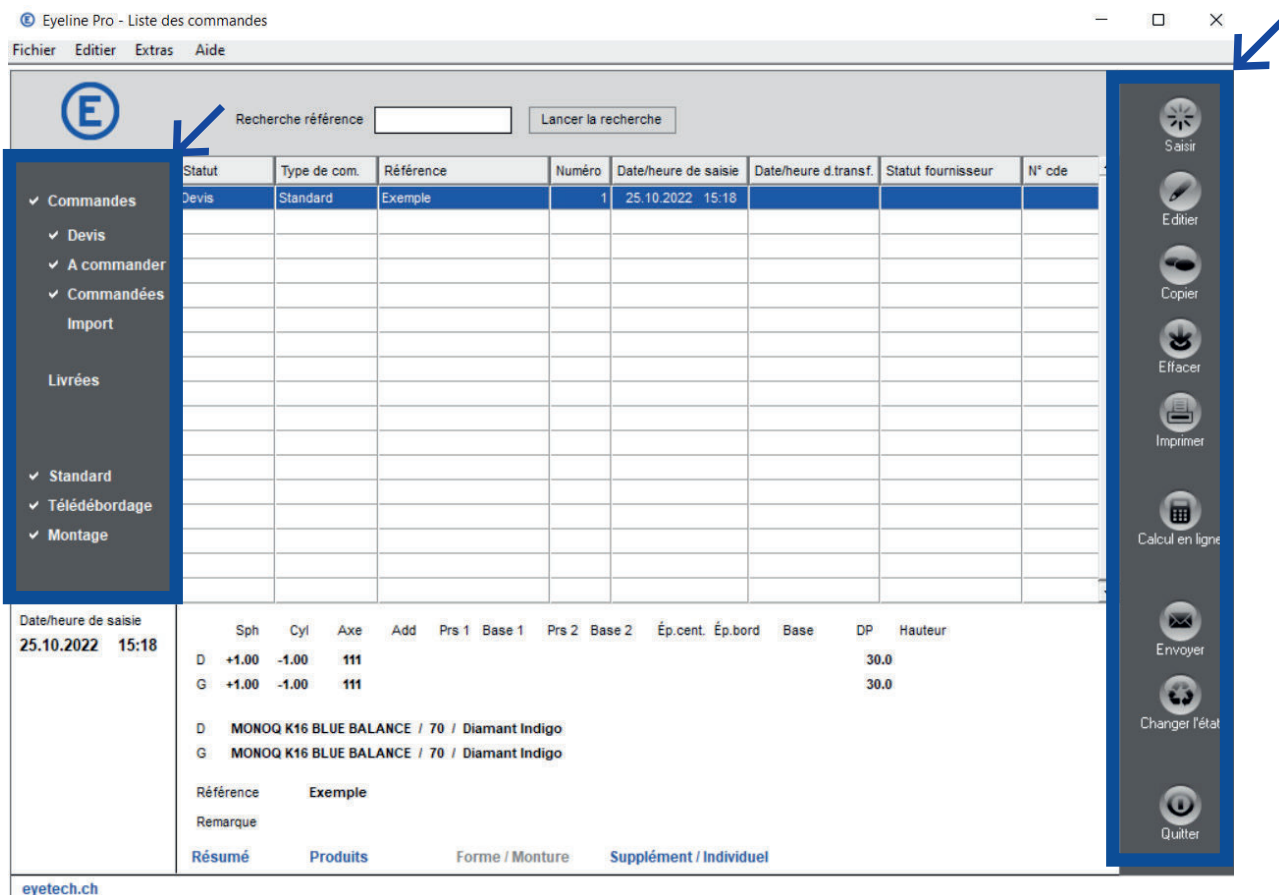 Eyeline Pro - Liste des commandes
Fichier Editier Extras Aide
E
Recherche référence Lancer la recherche
Statut Type de com. Référence Numéro Date/heure de saisie Date/heure d.transf. Statut fournisseur N° cde
Devis Standard Exemple 1 25.10.2022 15:18
Commandes
Devis
A commander
Commandées
Import
Livrées
Standard
Télédébordage
Montage
Saisir
Editier
Copier
Effacer
Imprimer
Calcul en ligne
Envoyer
Changer l'état
Quitter
Date/heure de saisie
25.10.2022 15:18
Sph Cyl Axe Add Prs 1 Base 1 Prs 2 Base 2 Ép.cent. Ép.bord Base DP Hauteur
D +1.00 -1.00 111 30.0
G +1.00 -1.00 111 30.0
D MONOQ K16 BLUE BALANCE / 70 / Diamant Indigo
G MONOQ K16 BLUE BALANCE / 70 / Diamant Indigo
Référence Exemple
Remarque
Résumé Produits Forme / Monture Supplément / Individuel
eyetech.ch